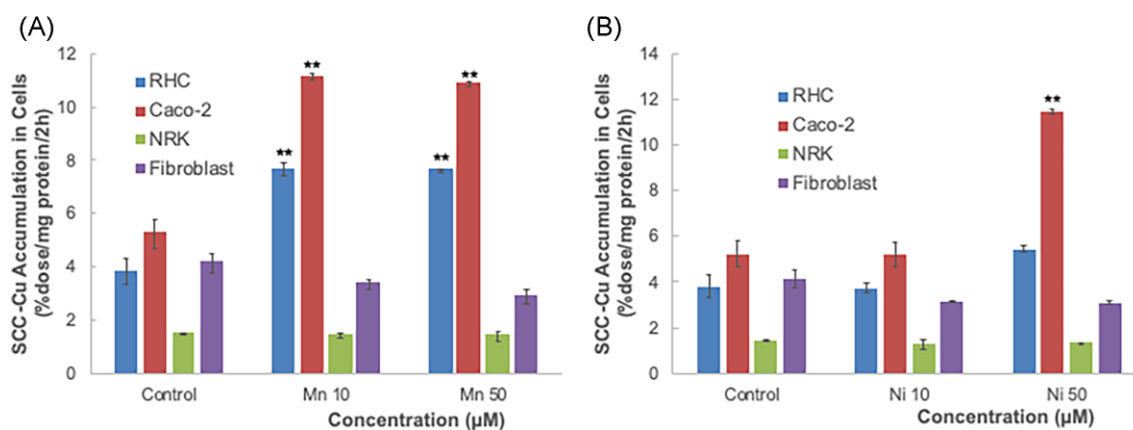 (A)
SCC-Cu Accumulation in Cells
(%dose/mg protein/2h)
12
10
8
6
4
2
0
RHC
Caco-2
NRK
Fibroblast
★★
★★
★★
★★
Control
Mn 10
Mn 50
Concentration (µM)
(B)
SCC-Cu Accumulation in Cells
(%dose/mg protein/2h)
14
12
10
8
6
4
2
0
RHC
Caco-2
NRK
Fibroblast
★★
Control
Ni 10
Ni 50
Concentration (µM)